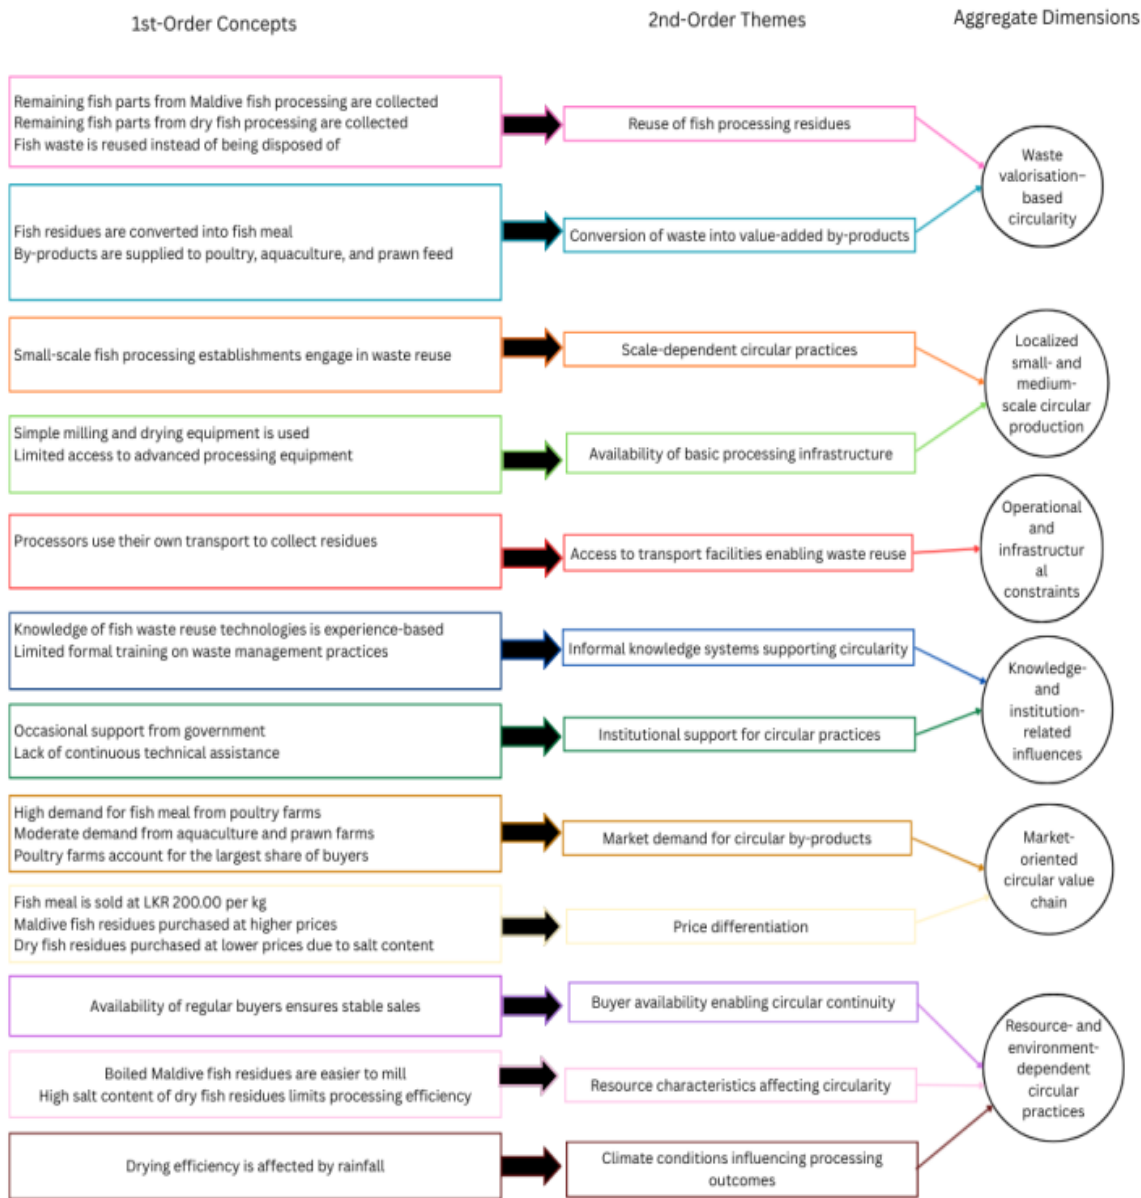 1st-Order Concepts
2nd-Order Themes
Aggregate Dimensions
Remaining fish parts from Maldive fish processing are collected
Remaining fish parts from dry fish processing are collected
Fish waste is reused instead of being disposed of
Reuse of fish processing residues
Waste
valorisation–
based
circularity
Fish residues are converted into fish meal
By-products are supplied to poultry, aquaculture, and prawn feed
Conversion of waste into value-added by-products
Small-scale fish processing establishments engage in waste reuse
Scale-dependent circular practices
Localized
small- and
medium-
scale circular
production
Simple milling and drying equipment is used
Limited access to advanced processing equipment
Availability of basic processing infrastructure
Processors use their own transport to collect residues
Access to transport facilities enabling waste reuse
Operational
and
infrastructur
al
constraints
Knowledge of fish waste reuse technologies is experience-based
Limited formal training on waste management practices
Informal knowledge systems supporting circularity
Knowledge-
and
institution-
related
influences
Occasional support from government
Lack of continuous technical assistance
Institutional support for circular practices
High demand for fish meal from poultry farms
Moderate demand from aquaculture and prawn farms
Poultry farms account for the largest share of buyers
Market demand for circular by-products
Market-
oriented
circular value
chain
Fish meal is sold at LKR 200.00 per kg
Maldive fish residues purchased at higher prices
Dry fish residues purchased at lower prices due to salt content
Price differentiation
Availability of regular buyers ensures stable sales
Buyer availability enabling circular continuity
Resource- and
environment-
dependent
circular
practices
Boiled Maldive fish residues are easier to mill
High salt content of dry fish residues limits processing efficiency
Resource characteristics affecting circularity
Drying efficiency is affected by rainfall
Climate conditions influencing processing
outcomes